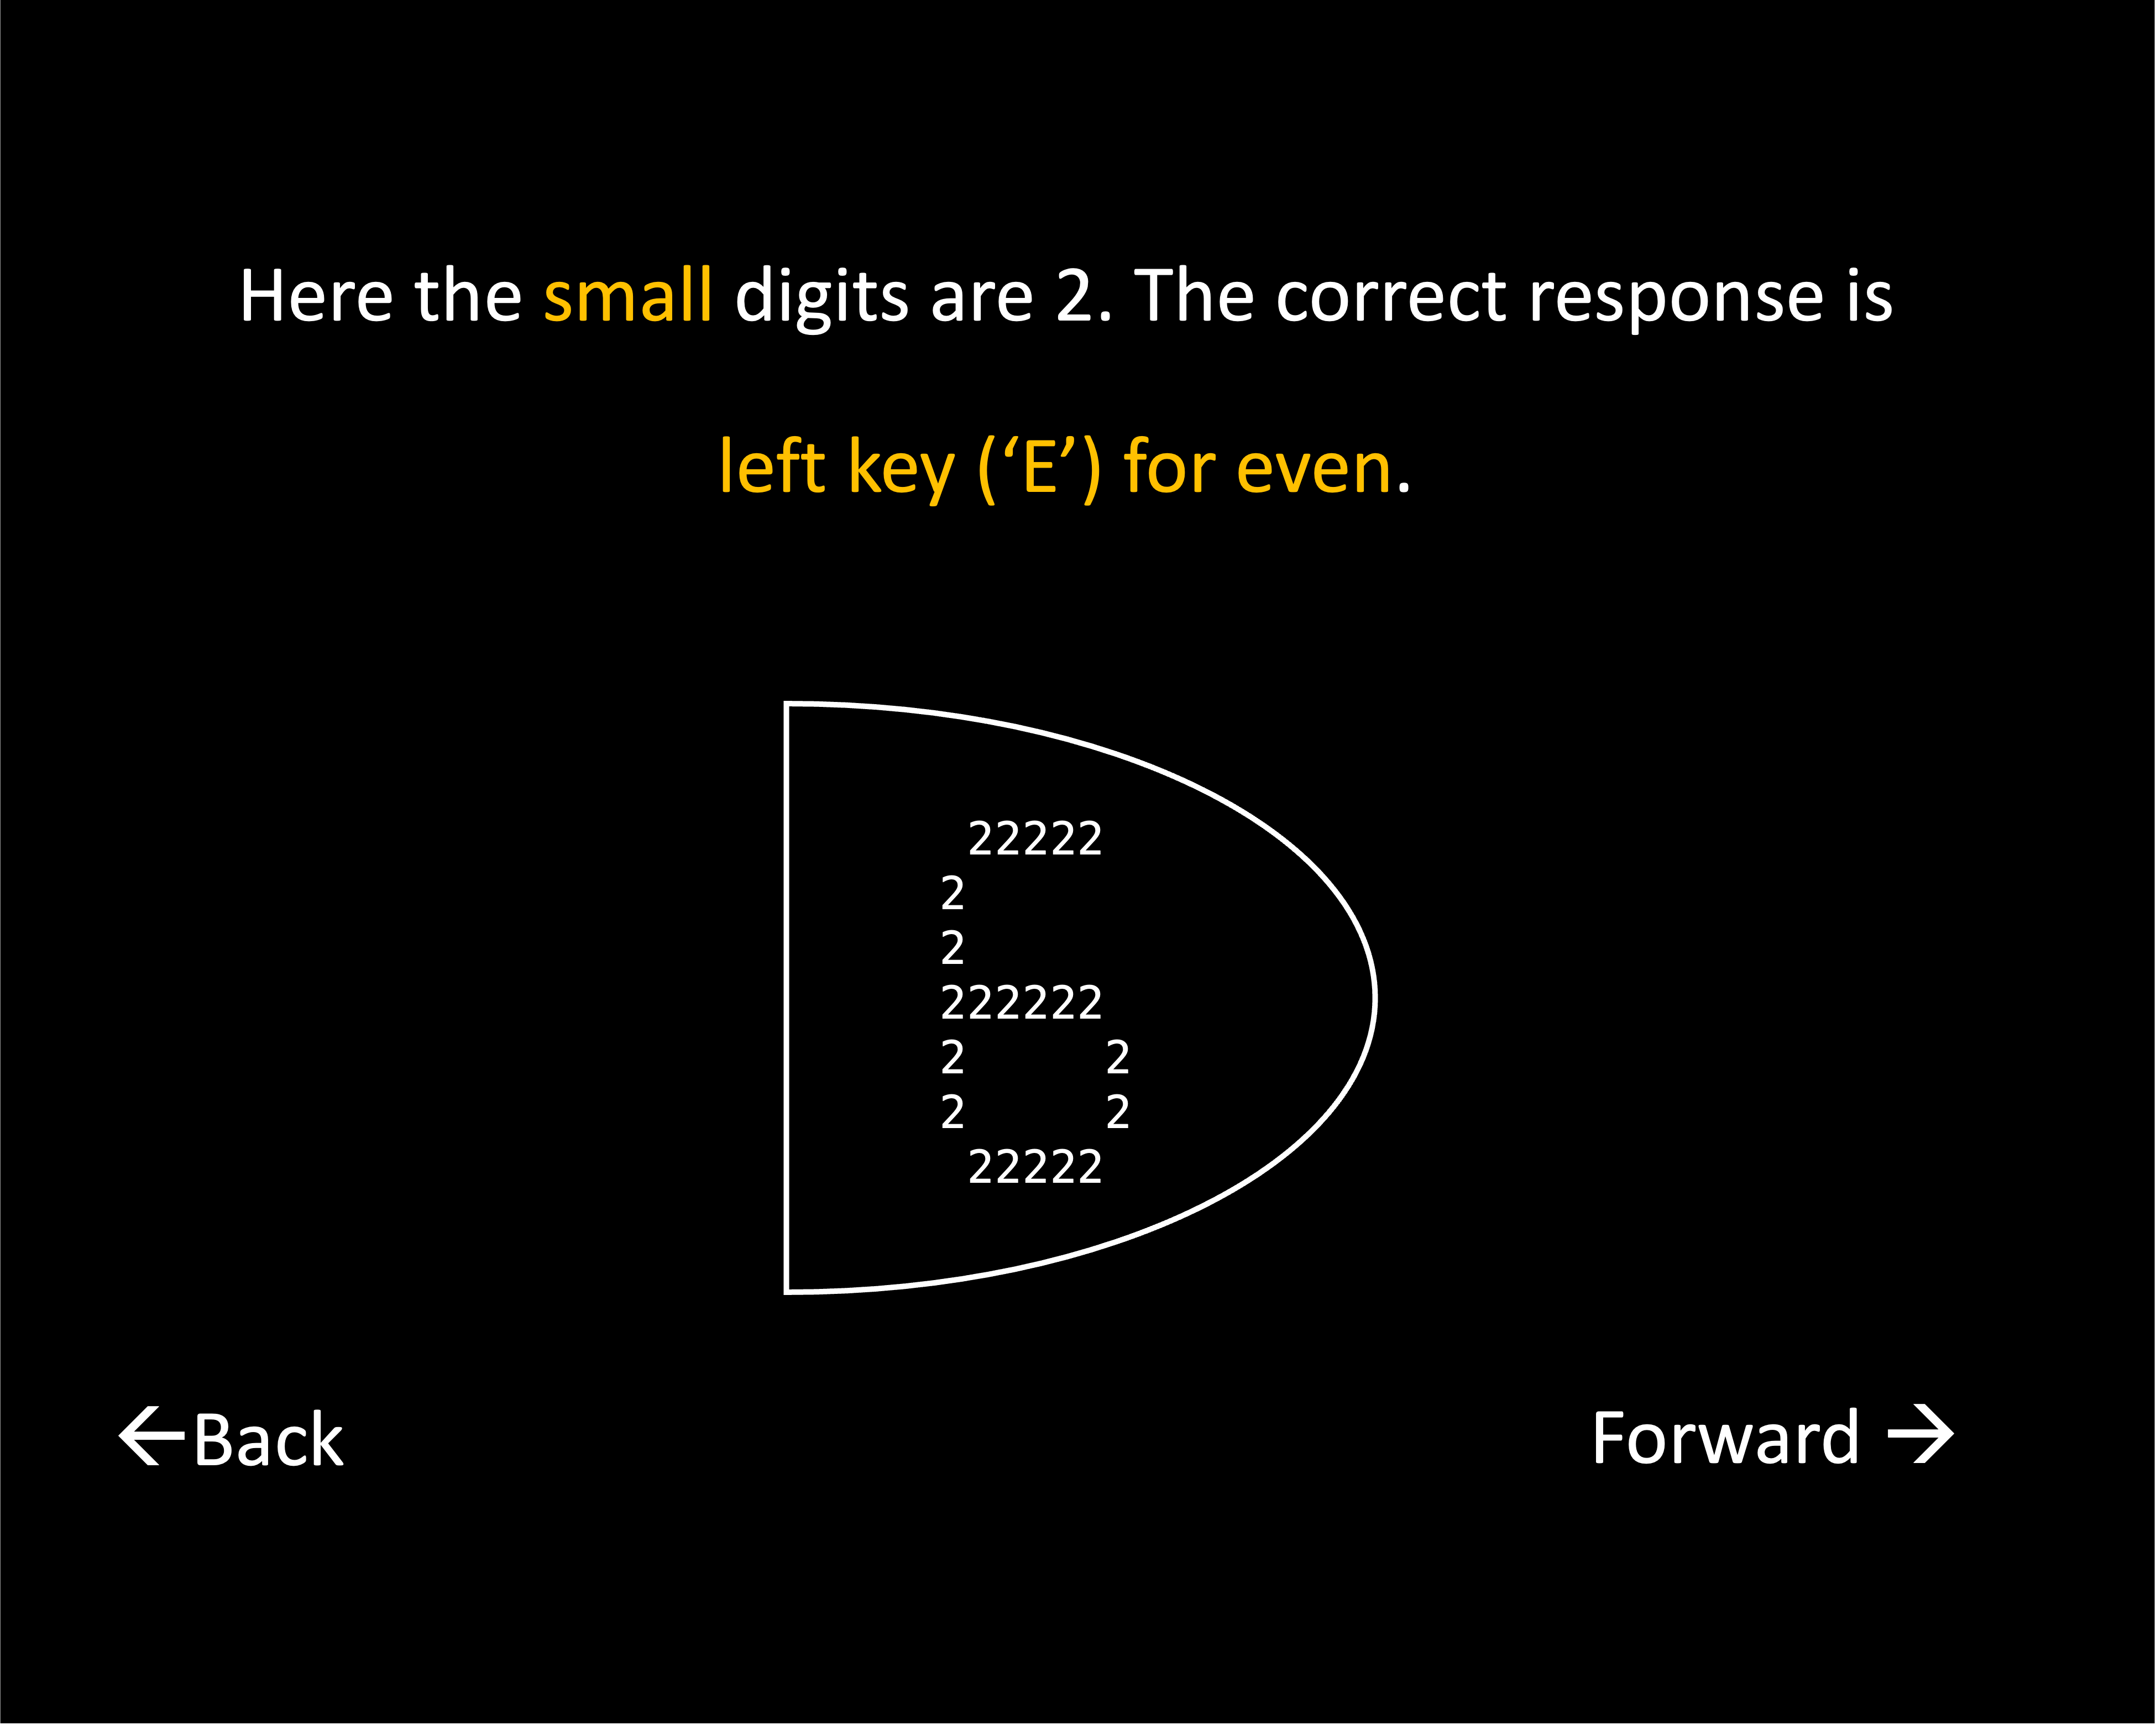 Here the small digits are 2. The correct response is
left key (‘E’) for even.
22222
2
2
222222
2 2
2 2
22222
←Back
Forward →